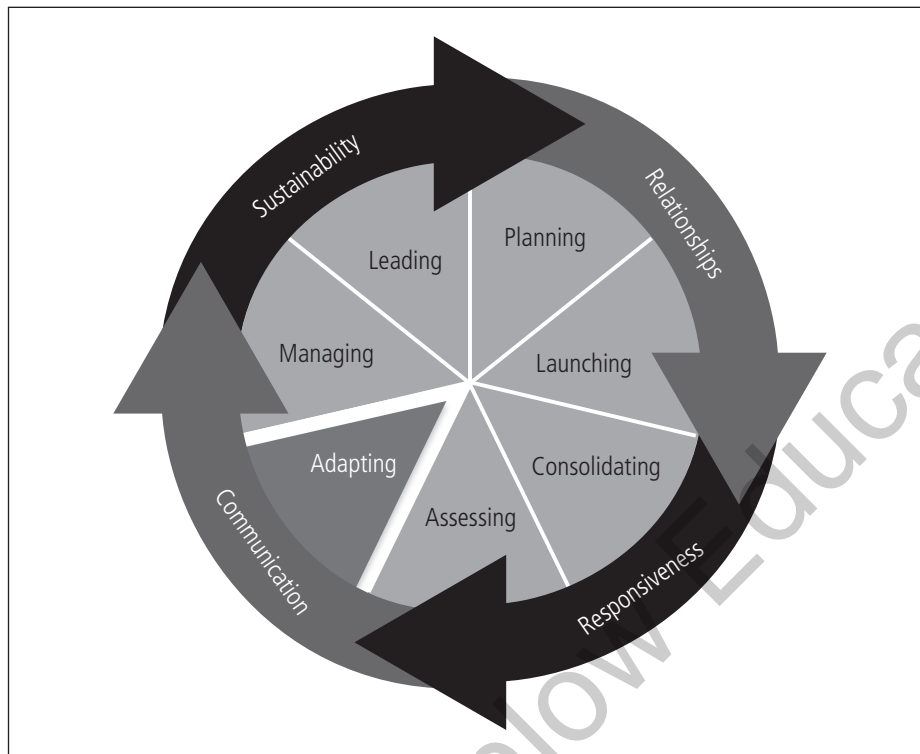 Sustainability
Relationships
Leading
Planning
Managing
Launching
Adapting
Consolidating
Assessing
Communication
Responsiveness